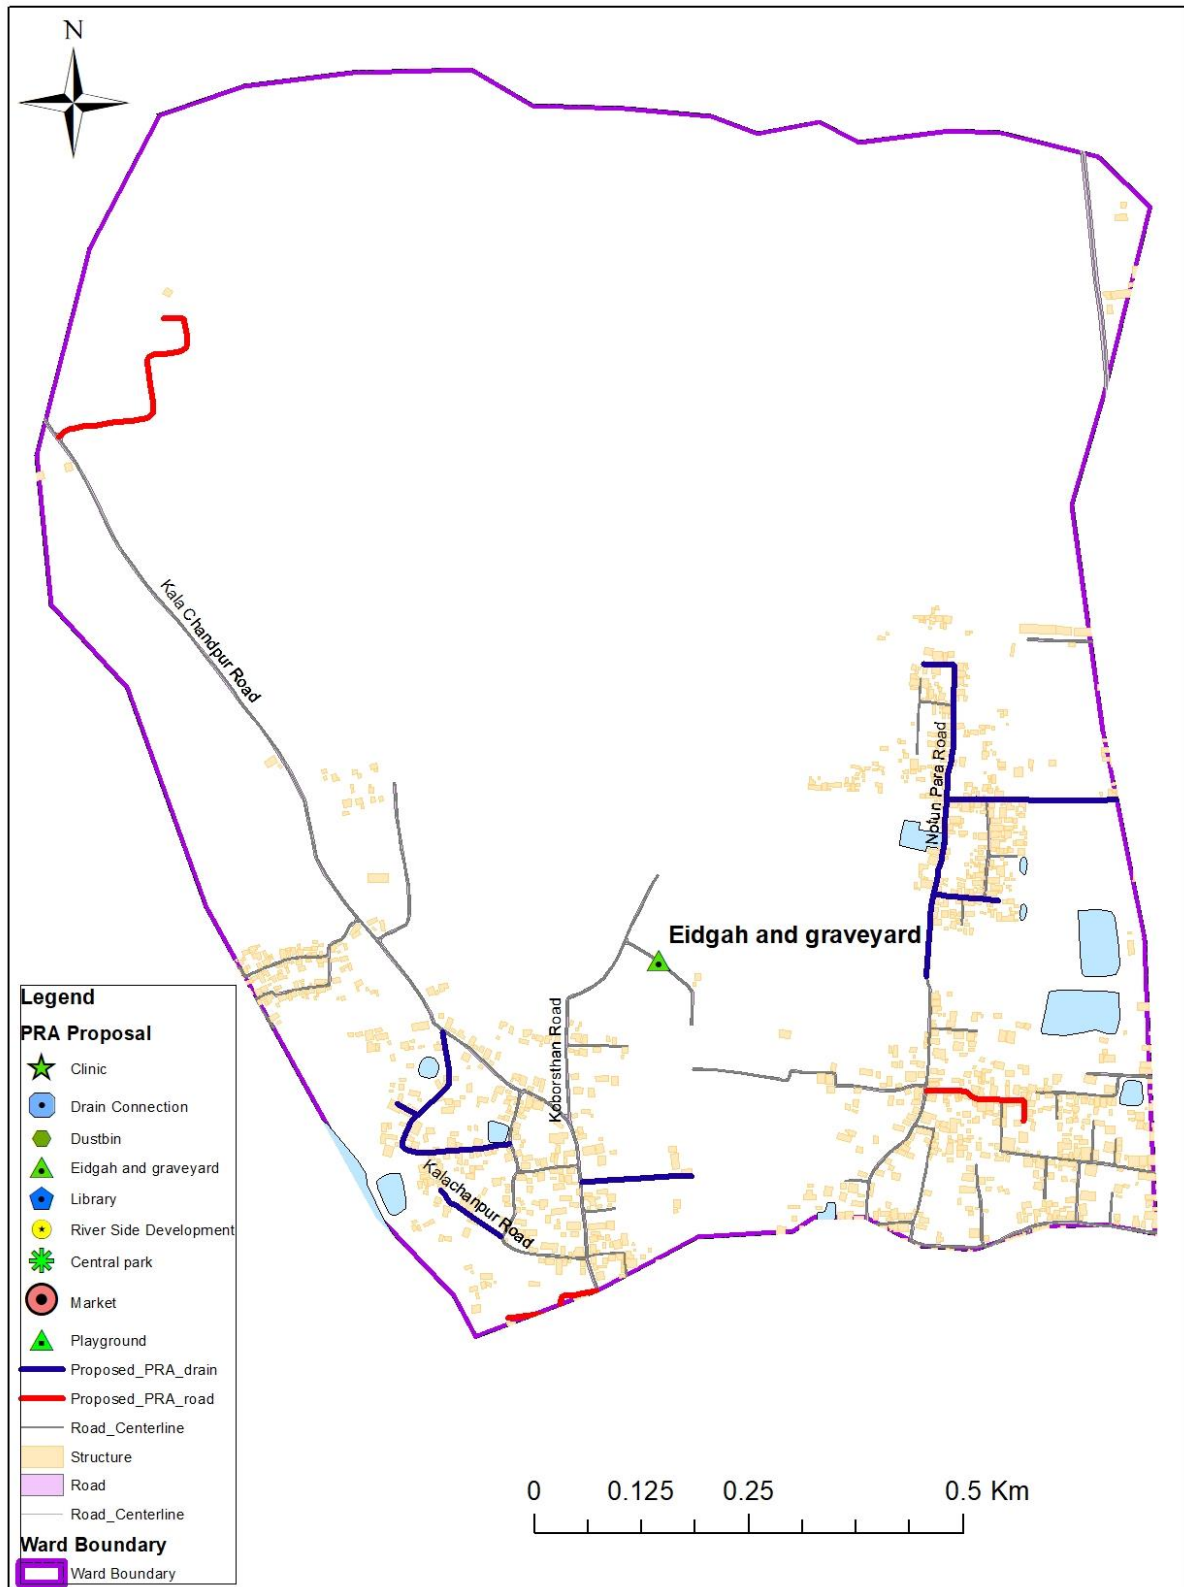 N
Kala Chandpur Road
Notun Para Road
Eidgah and graveyard
Koborsthan Road
Kalachanpur Road
Legend
PRA Proposal
Clinic
Drain Connection
Dustbin
Eidgah and graveyard
Library
River Side Development
Central park
Market
Playground
Proposed_PRA_drain
Proposed_PRA_road
Road_Centerline
Structure
Road
Road_Centerline
Ward Boundary
Ward Boundary
0 0.125 0.25 0.5 Km